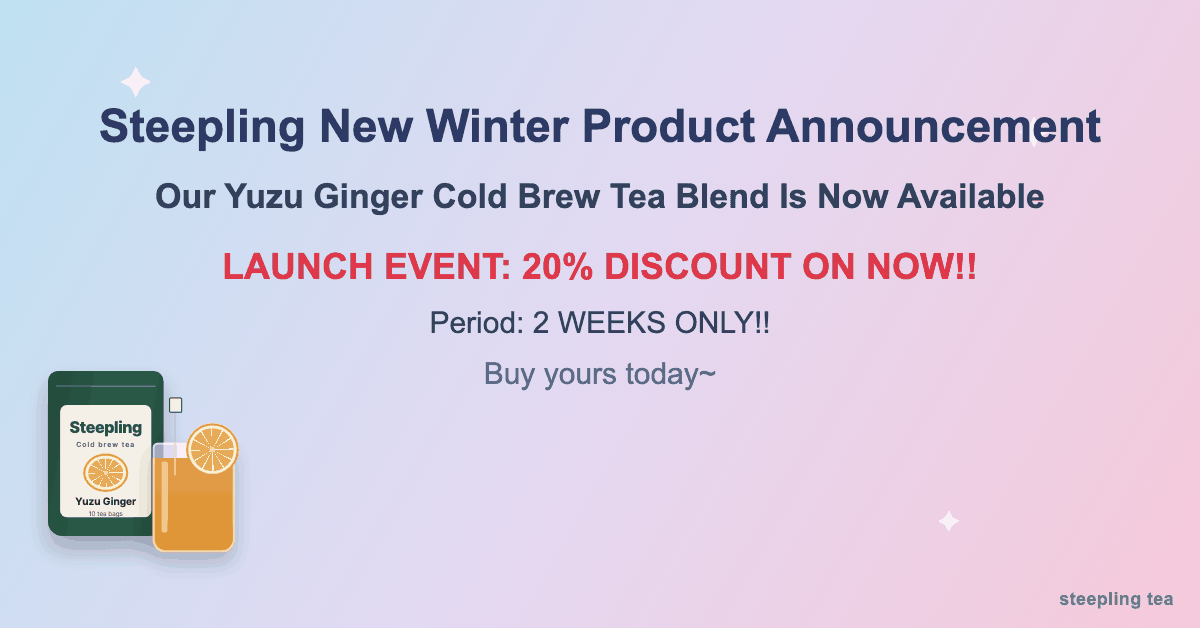 Steepling New Winter Product Announcement
Our Yuzu Ginger Cold Brew Tea Blend Is Now Available
LAUNCH EVENT: 20% DISCOUNT ON NOW!!
Period: 2 WEEKS ONLY!!
Buy yours today~
Steepling
Cold brew tea
Yuzu Ginger
10 tea bags
steepling tea